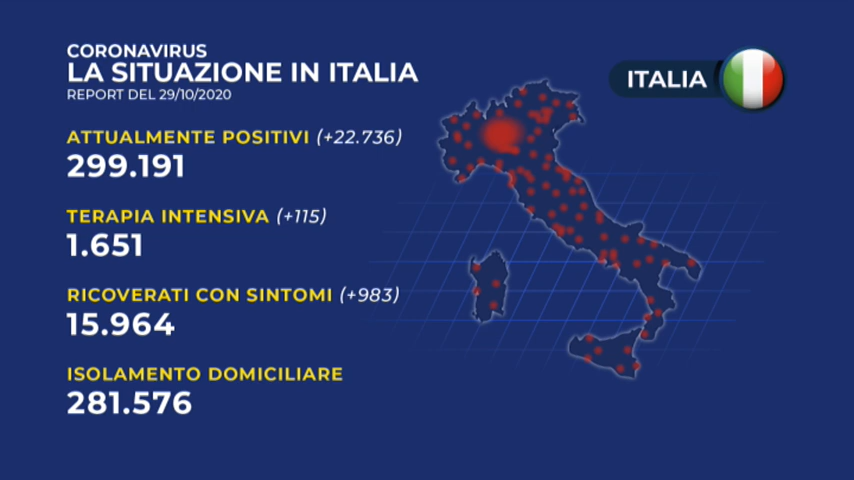 CORONAVIRUS
LA SITUAZIONE IN ITALIA
REPORT DEL 29/10/2020
ITALIA
ATTUALMENTE POSITIVI (+22.736)
299.191
TERAPIA INTENSIVA (+115)
1.651
RICOVERATI CON SINTOMI (+983)
15.964
ISOLAMENTO DOMICILIARE
281.576